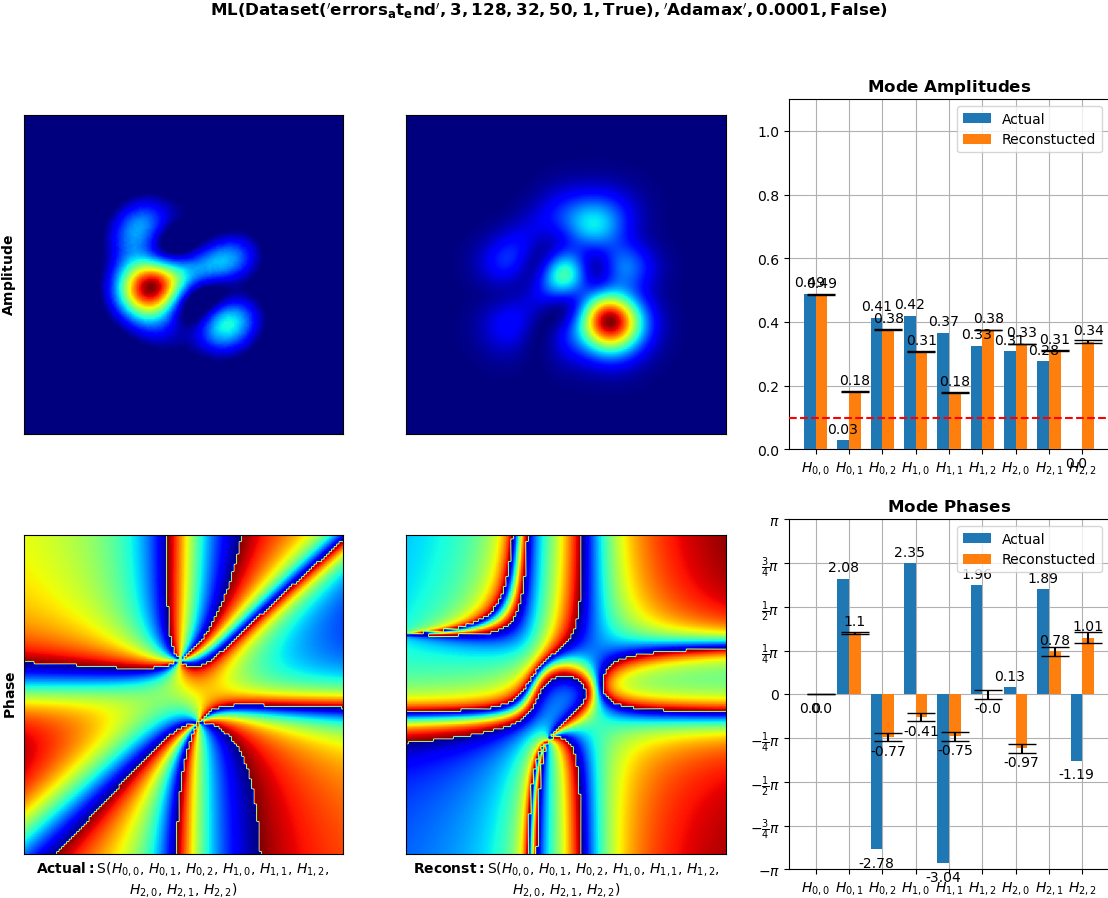 ML(Dataset('errorsₐtₑnd', 3, 128, 32, 50, 1, True), 'Adamax', 0.0001, False)
Amplitude
Mode Amplitudes
Actual
Reconstucted
1.0
0.8
0.6
0.4
0.2
0.0
0.49
0.49
0.03
0.18
0.41
0.38
0.42
0.31
0.37
0.18
0.33
0.38
0.31
0.33
0.28
0.31
0.0
0.34
H₀,₀ H₀,₁ H₀,₂ H₁,₀ H₁,₁ H₁,₂ H₂,₀ H₂,₁ H₂,₂
Phase
Actual: S(H₀,₀, H₀,₁, H₀,₂, H₁,₀, H₁,₁, H₁,₂,
H₂,₀, H₂,₁, H₂,₂)
Reconst: S(H₀,₀, H₀,₁, H₀,₂, H₁,₀, H₁,₁, H₁,₂,
H₂,₀, H₂,₁, H₂,₂)
Mode Phases
Actual
Reconstucted
π
3/4π
1/2π
1/4π
0
−1/4π
−1/2π
−3/4π
−π
0.0
0.0
2.08
1.1
-2.78
-0.77
2.35
-0.41
-3.04
-0.75
1.96
-0.0
0.13
-0.97
1.89
0.78
-1.19
1.01
H₀,₀ H₀,₁ H₀,₂ H₁,₀ H₁,₁ H₁,₂ H₂,₀ H₂,₁ H₂,₂